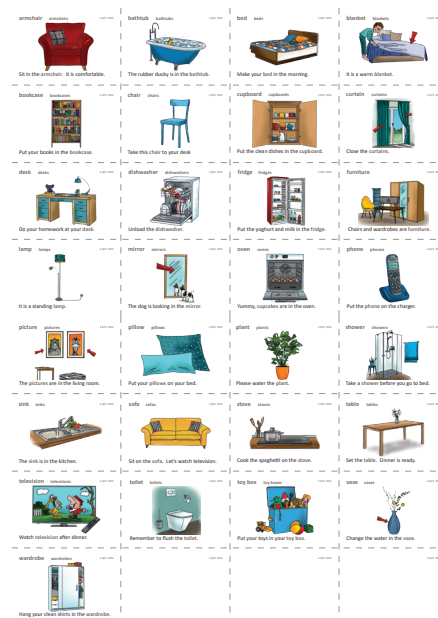 armchair armchairs
Sit in the armchair. It is comfortable.
bathtub bathtubs
The rubber ducky is in the bathtub.
bed beds
Make your bed in the morning.
blanket blankets
It is a warm blanket.
bookcase bookcases
Put your books in the bookcase.
chair chairs
Take this chair to your desk
cupboard cupboards
Put the clean dishes in the cupboard.
curtain curtains
Close the curtains.
desk desks
Do your homework at your desk.
dishwasher dishwashers
Unload the dishwasher.
fridge fridges
Put the yoghurt and milk in the fridge.
furniture
Chairs and wardrobes are furniture.
lamp lamps
It is a standing lamp.
mirror mirrors
The dog is looking in the mirror.
oven ovens
Yummy, cupcakes are in the oven.
phone phones
Put the phone on the charger.
picture pictures
The pictures are in the living room.
pillow pillows
Put your pillows on your bed.
plant plants
Please water the plant.
shower showers
Take a shower before you go to bed.
sink sinks
The sink is in the kitchen.
sofa sofas
Sit on the sofa. Let's watch television.
stove stoves
Cook the spaghetti on the stove.
table tables
Set the table. Dinner is ready.
television televisions
Watch television after dinner
toilet toilets
Remember to flush the toilet.
toy box toy boxes
Put your toys in your toy box.
vase vases
Change the water in the vase.
wardrobe wardrobes
Hang your clean shirts in the wardrobe.